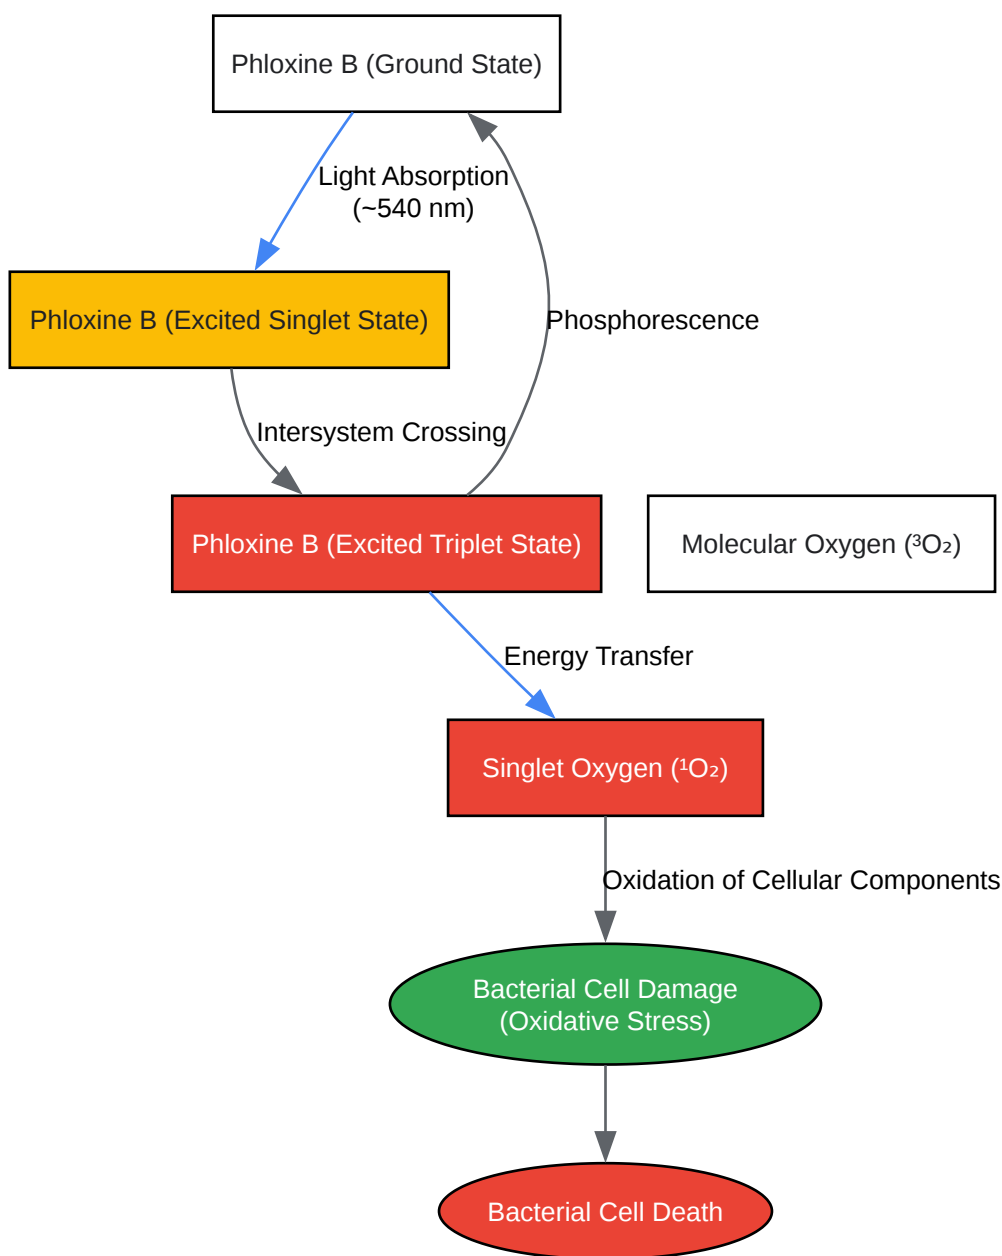 Phloxine B (Ground State)
Light Absorption
(~540 nm)
Phloxine B (Excited Singlet State)
Phosphorescence
Intersystem Crossing
Phloxine B (Excited Triplet State)
Molecular Oxygen (³O₂)
Energy Transfer
Singlet Oxygen (¹O₂)
Oxidation of Cellular Components
Bacterial Cell Damage
(Oxidative Stress)
Bacterial Cell Death